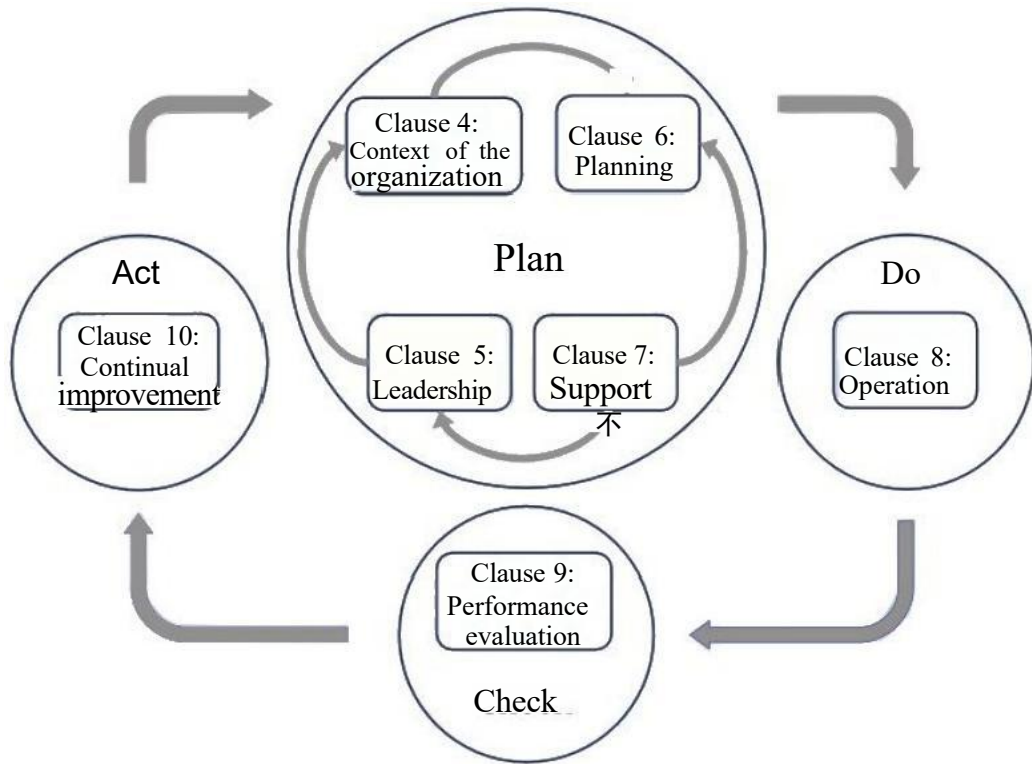 Clause 4:
Context of the
organization
Clause 6:
Planning
Plan
Act
Clause 10:
Continual
improvement
Do
Clause 8:
Operation
Clause 5:
Leadership
Clause 7:
Support
不
Clause 9:
Performance
evaluation
Check